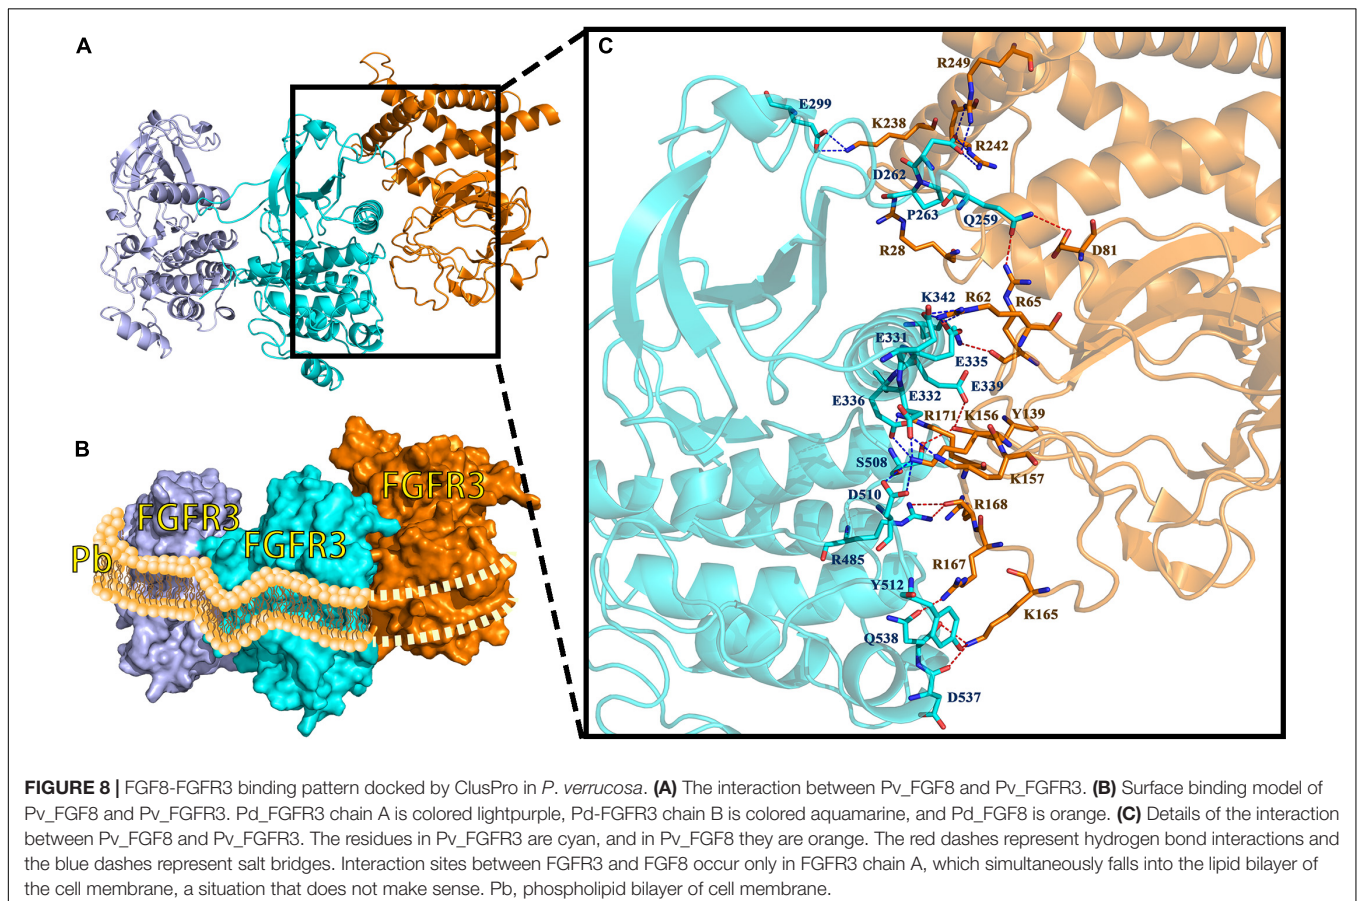 A
B
FGFR3
FGFR3
FGFR3
Pb
C
R249
E299
K238
R242
D262
P263
Q259
R28
D81
K342
R62
R65
E331
E335
E339
E336
E332
R171
K156
Y139
S508
K157
D510
R168
R485
R167
Y512
K165
Q538
D537
FIGURE 8 | FGF8-FGFR3 binding pattern docked by ClusPro in P. verrucosa. (A) The interaction between Pv_FGF8 and Pv_FGFR3. (B) Surface binding model of
Pv_FGF8 and Pv_FGFR3. Pd_FGFR3 chain A is colored lightpurple, Pd-FGFR3 chain B is colored aquamarine, and Pd_FGF8 is orange. (C) Details of the interaction
between Pv_FGF8 and Pv_FGFR3. The residues in Pv_FGFR3 are cyan, and in Pv_FGF8 they are orange. The red dashes represent hydrogen bond interactions and
the blue dashes represent salt bridges. Interaction sites between FGFR3 and FGF8 occur only in FGFR3 chain A, which simultaneously falls into the lipid bilayer of
the cell membrane, a situation that does not make sense. Pb, phospholipid bilayer of cell membrane.